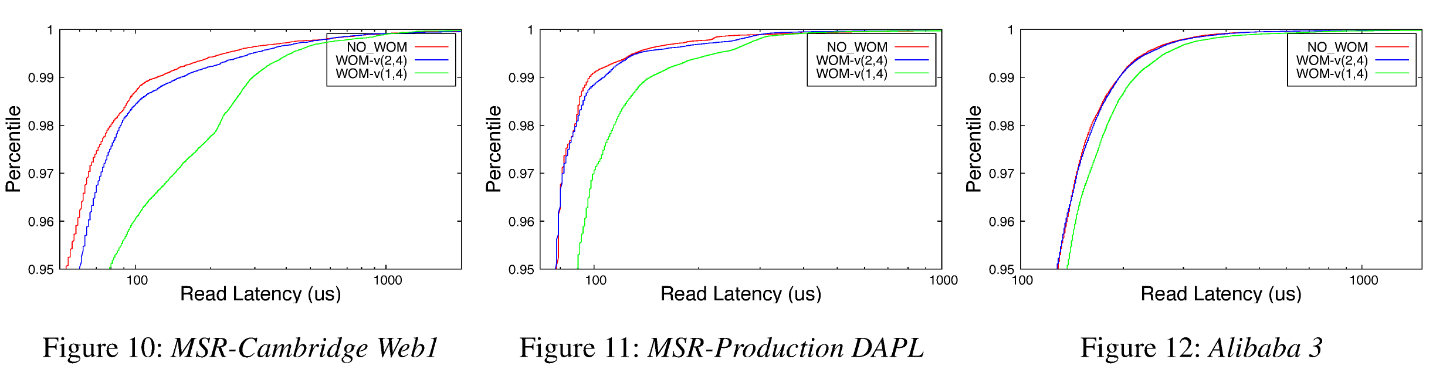 1
0.99
0.98
0.97
0.96
0.95
Percentile
100
1000
Read Latency (us)
NO_WOM
WOM-v(2,4)
WOM-v(1,4)
Figure 10: MSR-Cambridge Web1
1
0.99
0.98
0.97
0.96
0.95
Percentile
100
1000
Read Latency (us)
NO_WOM
WOM-v(2,4)
WOM-v(1,4)
Figure 11: MSR-Production DAPL
1
0.99
0.98
0.97
0.96
0.95
Percentile
100
1000
Read Latency (us)
NO_WOM
WOM-v(2,4)
WOM-v(1,4)
Figure 12: Alibaba 3